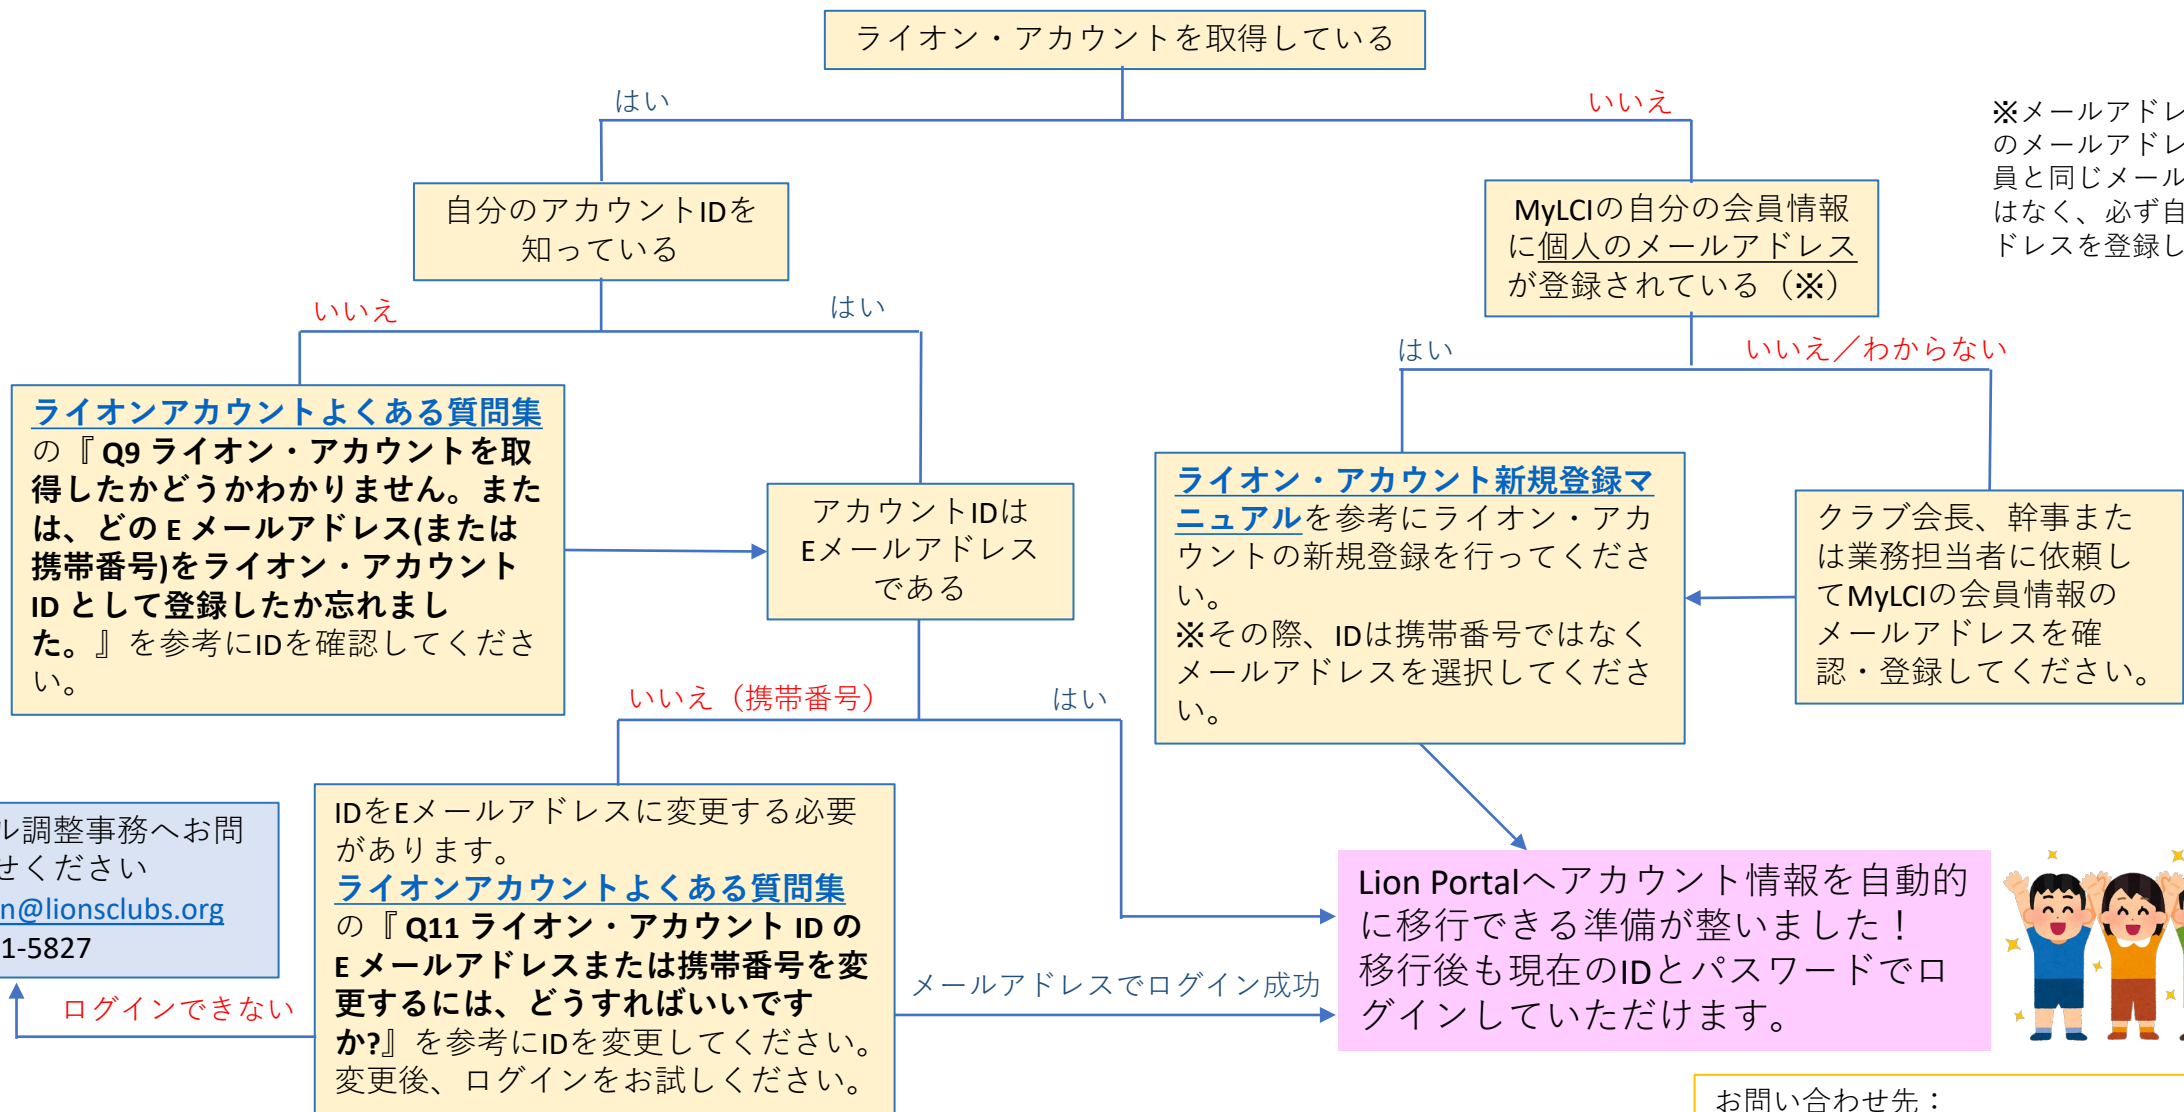 ライオン・アカウントを取得している
はい
いいえ
※メールアドレ
のメールアドレ
員と同じメール
はなく、必ず自
ドレスを登録し
自分のアカウントIDを
知っている
MyLCIの自分の会員情報
に個人のメールアドレス
が登録されている（※）
いいえ
はい
はい
いいえ／わからない
ライオンアカウントよくある質問集
の『 Q9 ライオン・アカウントを取
得したかどうかわかりません。また
は、どの E メールアドレス(または
携帯番号)をライオン・アカウント
ID として登録したか忘れまし
た。』を参考にIDを確認してくださ
い。
アカウントIDは
Eメールアドレス
である
ライオン・アカウント新規登録マ
ニュアルを参考にライオン・アカ
ウントの新規登録を行ってくださ
い。
※その際、IDは携帯番号ではなく
メールアドレスを選択してくださ
い。
クラブ会長、幹事また
は業務担当者に依頼し
てMyLCIの会員情報の
メールアドレスを確
認・登録してください。
いいえ（携帯番号）
はい
ル調整事務へお問
せください
n@lionsclubs.org
1-5827
ログインできない
IDをEメールアドレスに変更する必要
があります。
ライオンアカウントよくある質問集
の『 Q11 ライオン・アカウント ID の
E メールアドレスまたは携帯番号を変
更するには、どうすればいいです
か?』を参考にIDを変更してください。
変更後、ログインをお試しください。
メールアドレスでログイン成功
Lion Portalへアカウント情報を自動的
に移行できる準備が整いました！
移行後も現在のIDとパスワードでロ
グインしていただけます。
お問い合わせ先：